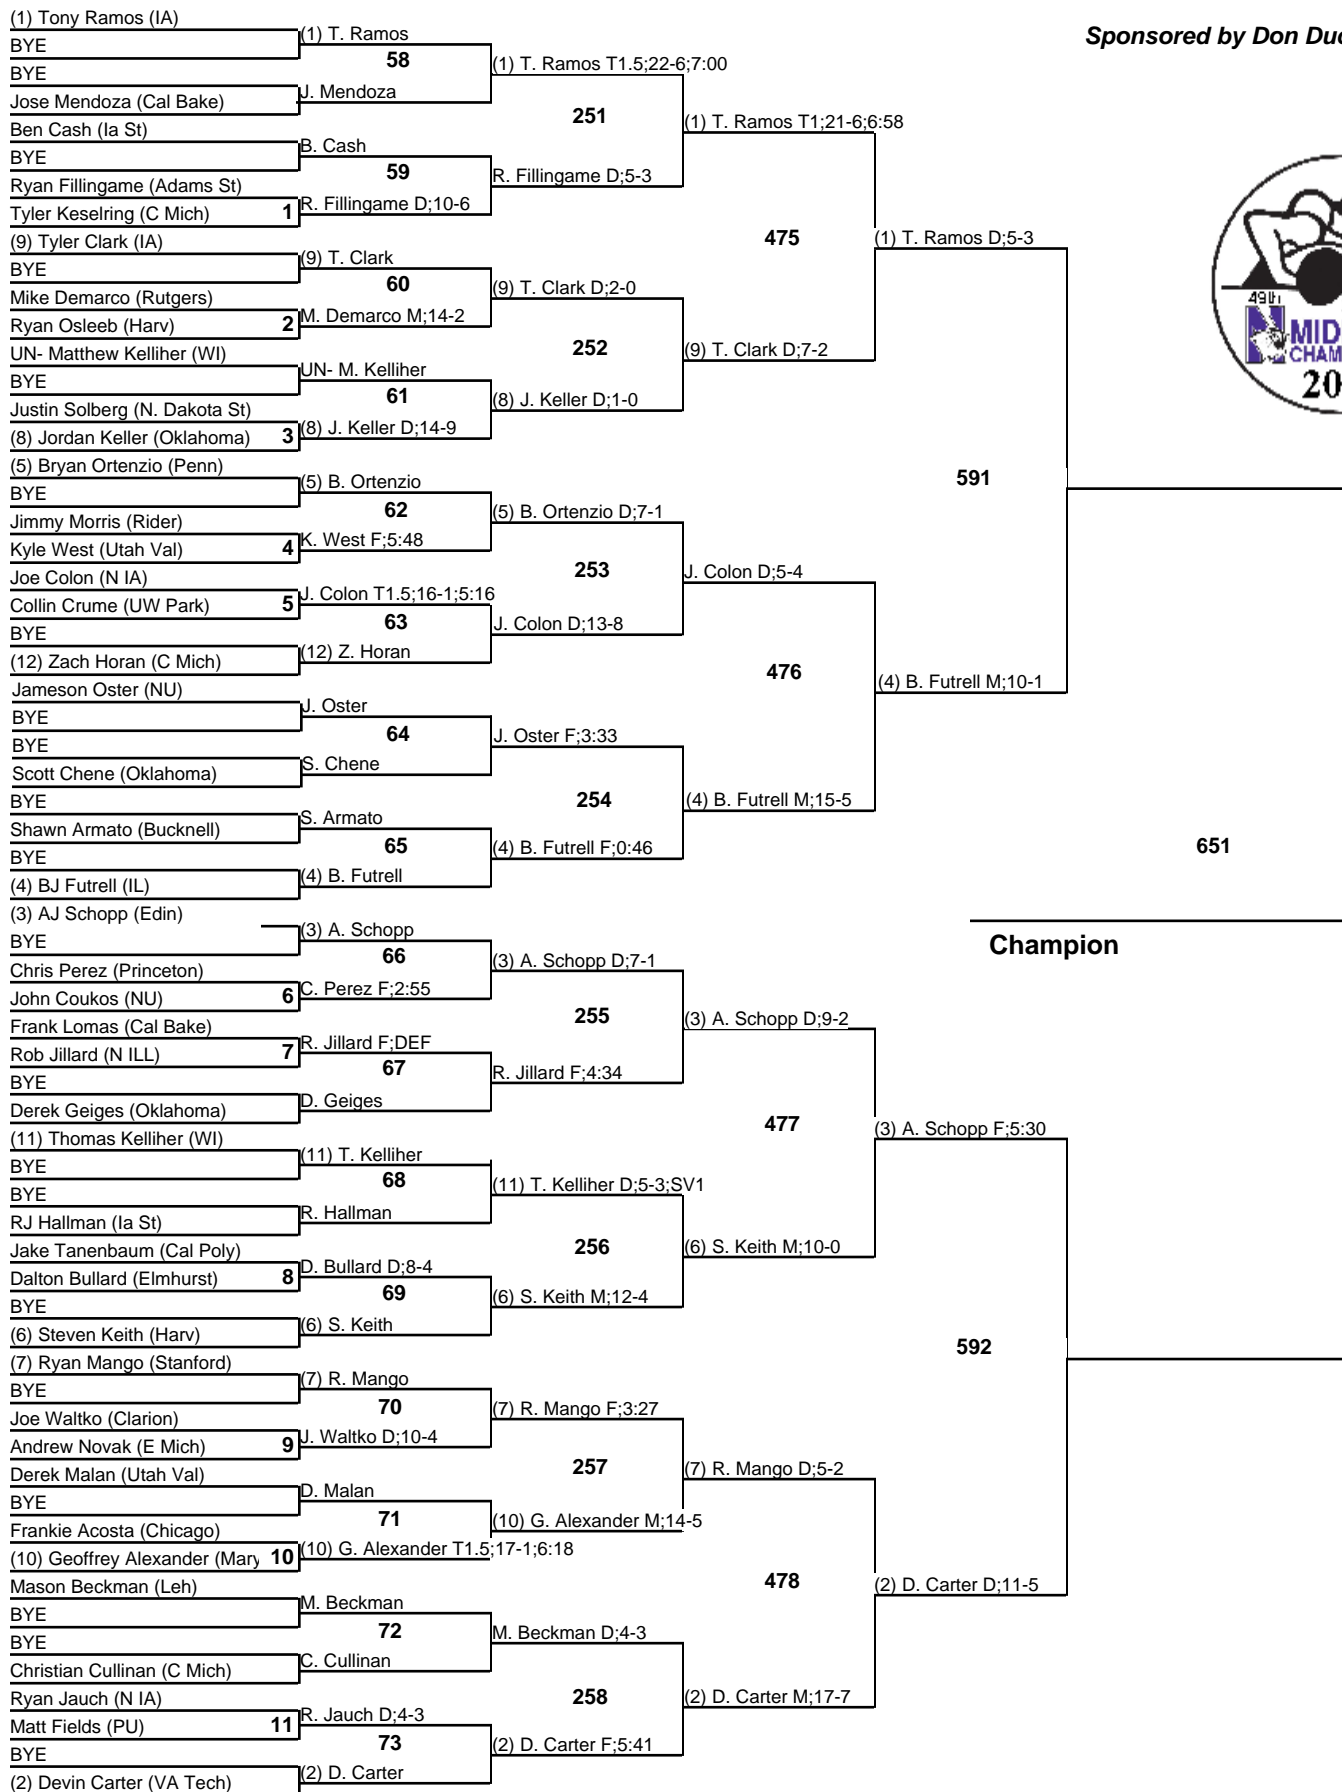 (1) Tony Ramos (IA)
BYE
BYE
Jose Mendoza (Cal Bake)
Ben Cash (Ia St)
BYE
Ryan Fillingame (Adams St)
Tyler Keselring (C Mich) 1
(9) Tyler Clark (IA)
BYE
Mike Demarco (Rutgers)
Ryan Osleeb (Harv) 2
UN- Matthew Kelliher (WI)
BYE
Justin Solberg (N. Dakota St)
(8) Jordan Keller (Oklahoma) 3
(5) Bryan Ortenzio (Penn)
BYE
Jimmy Morris (Rider)
Kyle West (Utah Val) 4
Joe Colon (N IA)
Collin Crume (UW Park) 5
BYE
(12) Zach Horan (C Mich)
Jameson Oster (NU)
BYE
BYE
Scott Chene (Oklahoma)
BYE
Shawn Armato (Bucknell)
BYE
(4) BJ Futrell (IL)
(3) AJ Schopp (Edin)
BYE
Chris Perez (Princeton)
John Coukos (NU) 6
Frank Lomas (Cal Bake)
Rob Jillard (N ILL) 7
BYE
Derek Geiges (Oklahoma)
(11) Thomas Kelliher (WI)
BYE
BYE
RJ Hallman (Ia St)
Jake Tanenbaum (Cal Poly)
Dalton Bullard (Elmhurst) 8
BYE
(6) Steven Keith (Harv)
(7) Ryan Mango (Stanford)
BYE
Joe Waltko (Clarion)
Andrew Novak (E Mich) 9
Derek Malan (Utah Val)
BYE
Frankie Acosta (Chicago)
(10) Geoffrey Alexander (Mary 10
Mason Beckman (Leh)
BYE
BYE
Christian Cullinan (C Mich)
Ryan Jauch (N IA)
Matt Fields (PU) 11
BYE
(2) Devin Carter (VA Tech)
(1) T. Ramos
58
J. Mendoza
B. Cash
59
R. Fillingame D;10-6
(9) T. Clark
60
M. Demarco M;14-2
UN- M. Kelliher
61
(8) J. Keller D;14-9
(5) B. Ortenzio
62
K. West F;5:48
J. Colon T1.5;16-1;5:16
63
(12) Z. Horan
J. Oster
64
S. Chene
S. Armato
65
(4) B. Futrell
(3) A. Schopp
66
C. Perez F;2:55
R. Jillard F;DEF
67
D. Geiges
(11) T. Kelliher
68
R. Hallman
D. Bullard D;8-4
69
(6) S. Keith
(7) R. Mango
70
J. Waltko D;10-4
D. Malan
71
(10) G. Alexander T1.5;17-1;6:18
M. Beckman
72
C. Cullinan
R. Jauch D;4-3
73
(2) D. Carter
(1) T. Ramos T1.5;22-6;7:00
251
R. Fillingame D;5-3
(9) T. Clark D;2-0
252
(8) J. Keller D;1-0
(5) B. Ortenzio D;7-1
253
J. Colon D;13-8
J. Oster F;3:33
254
(4) B. Futrell F;0:46
(3) A. Schopp D;7-1
255
R. Jillard F;4:34
(11) T. Kelliher D;5-3;SV1
256
(6) S. Keith M;12-4
(7) R. Mango F;3:27
257
(10) G. Alexander M;14-5
M. Beckman D;4-3
258
(2) D. Carter F;5:41
(1) T. Ramos T1;21-6;6:58
475
(9) T. Clark D;7-2
J. Colon D;5-4
476
(4) B. Futrell M;15-5
(3) A. Schopp D;9-2
477
(6) S. Keith M;10-0
(7) R. Mango D;5-2
478
(2) D. Carter M;17-7
(1) T. Ramos D;5-3
591
(4) B. Futrell M;10-1
(3) A. Schopp F;5:30
592
(2) D. Carter D;11-5
Sponsored by Don Du
49th
N MID
CHAM
20
651
Champion